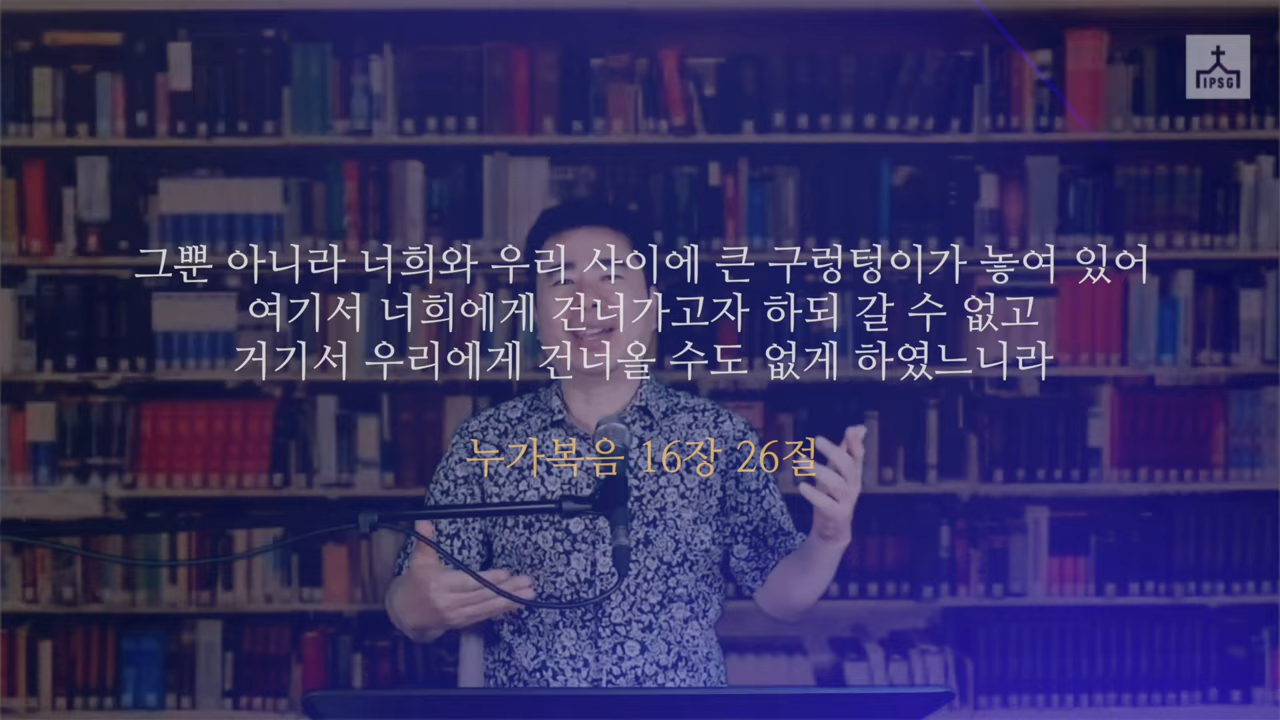 IPSG
그뿐 아니라 너희와 우리 사이에 큰 구렁텅이가 놓여 있어
여기서 너희에게 건너가고자 하되 갈 수 없고
거기서 우리에게 건너올 수도 없게 하였느니라
누가복음 16장 26절